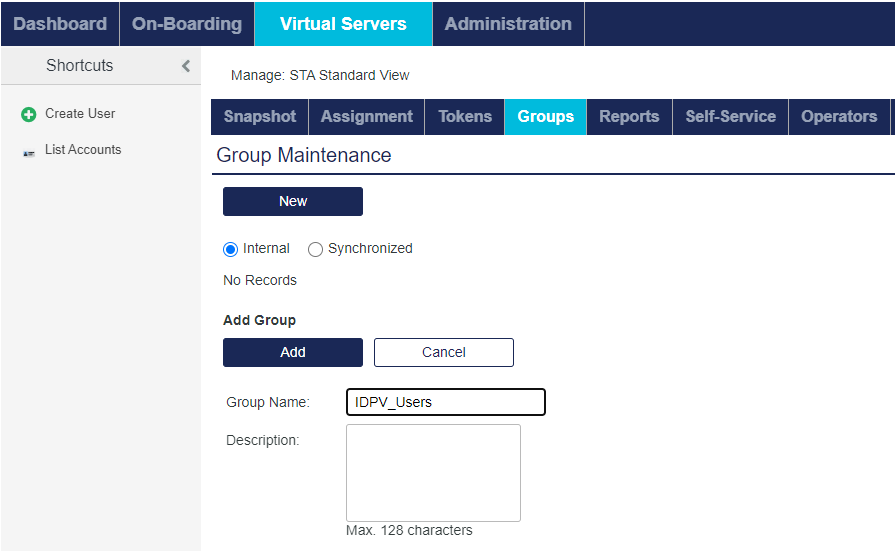 Dashboard On-Boarding Virtual Servers Administration
Shortcuts
Create User
List Accounts
Manage: STA Standard View
Snapshot Assignment Tokens Groups Reports Self-Service Operators
Group Maintenance
New
Internal Synchronized
No Records
Add Group
Add Cancel
Group Name: IDPV_Users
Description:
Max. 128 characters